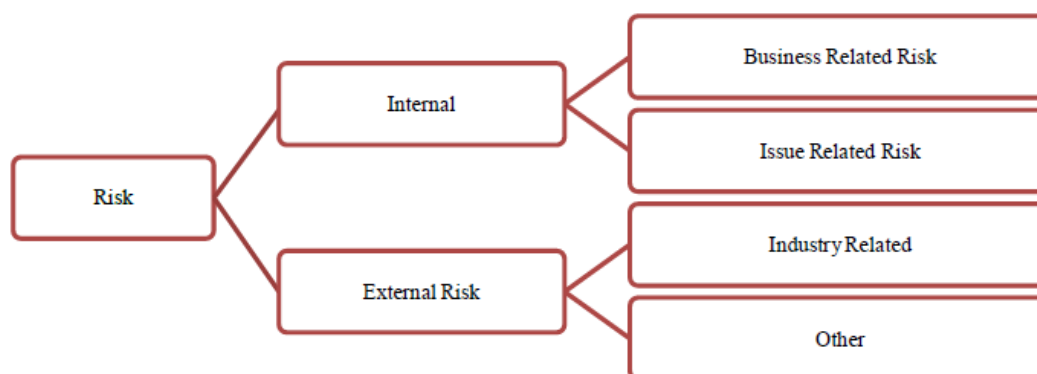 Risk
Internal
External Risk
Business Related Risk
Issue Related Risk
Industry Related
Other